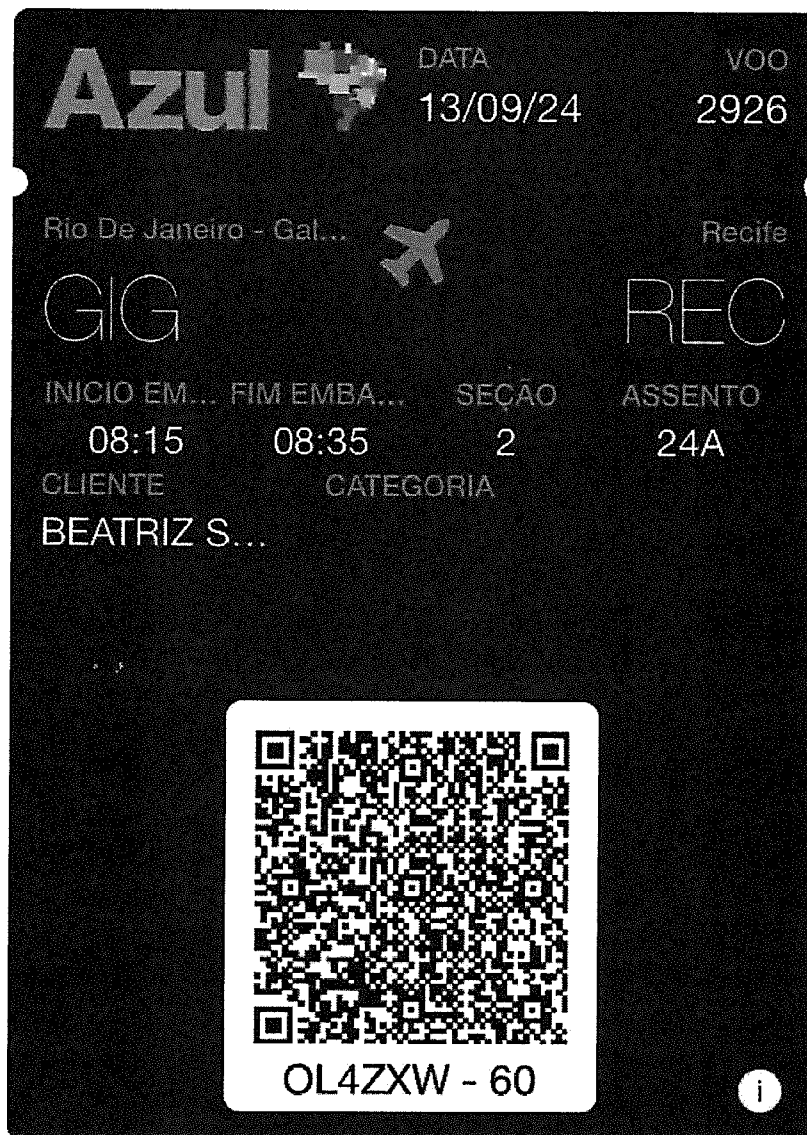 Azul
DATA VOO
13/09/24 2926
Rio De Janeiro - Gal... Recife
GIG REC
INICIO EM... FIM EMBA... SEÇÃO ASSENTO
08:15 08:35 2 24A
CLIENTE CATEGORIA
BEATRIZ S...
OL4ZXW - 60
i